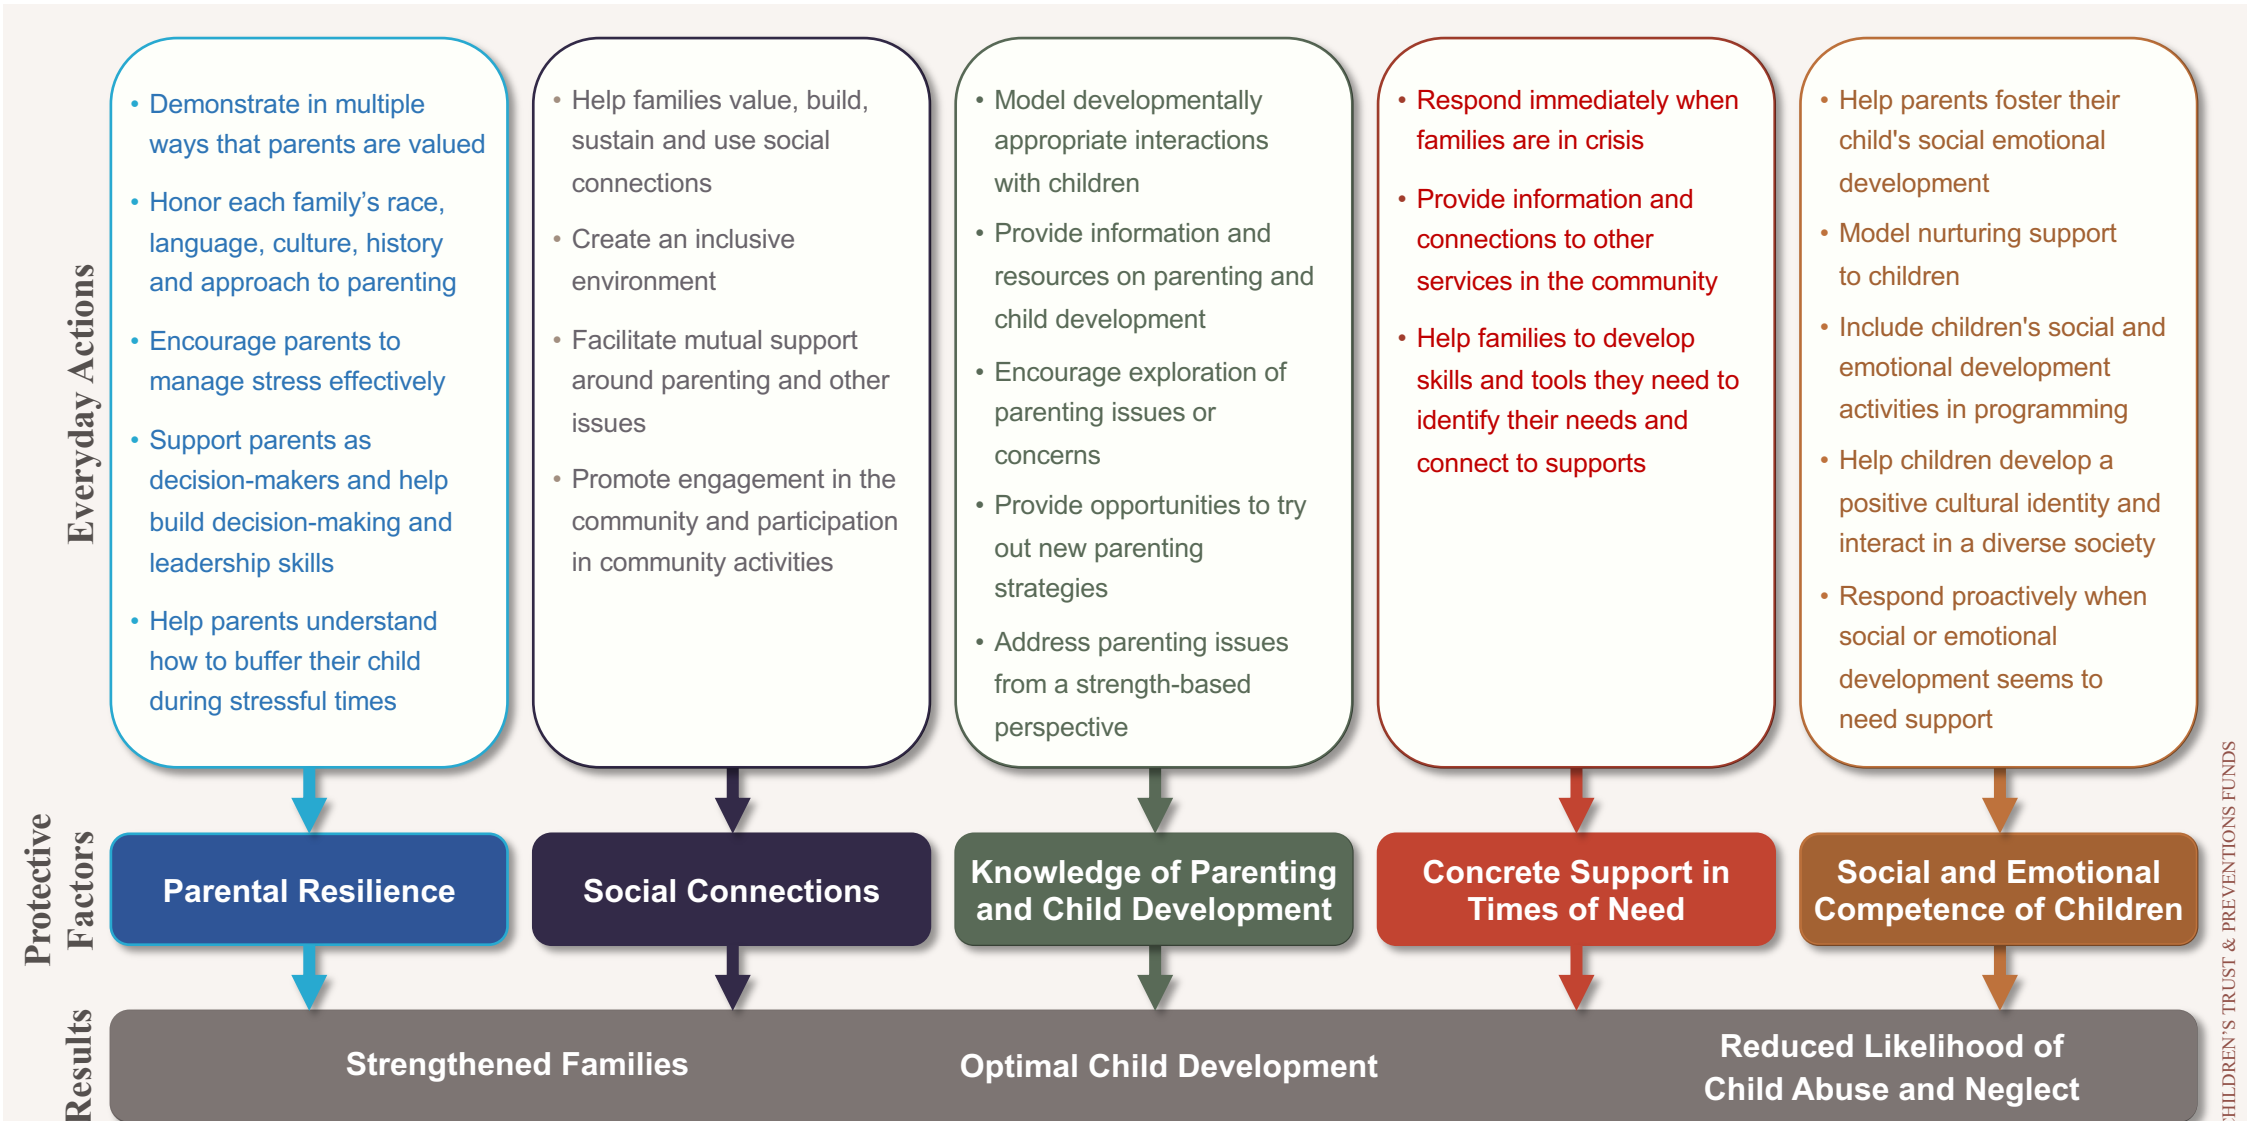 Everyday Actions
• Demonstrate in multiple
ways that parents are valued
• Honor each family’s race,
language, culture, history
and approach to parenting
• Encourage parents to
manage stress effectively
• Support parents as
decision-makers and help
build decision-making and
leadership skills
• Help parents understand
how to buffer their child
during stressful times
• Help families value, build,
sustain and use social
connections
• Create an inclusive
environment
• Facilitate mutual support
around parenting and other
issues
• Promote engagement in the
community and participation
in community activities
• Model developmentally
appropriate interactions
with children
• Provide information and
resources on parenting and
child development
• Encourage exploration of
parenting issues or
concerns
• Provide opportunities to try
out new parenting
strategies
• Address parenting issues
from a strength-based
perspective
• Respond immediately when
families are in crisis
• Provide information and
connections to other
services in the community
• Help families to develop
skills and tools they need to
identify their needs and
connect to supports
• Help parents foster their
child's social emotional
development
• Model nurturing support
to children
• Include children's social and
emotional development
activities in programming
• Help children develop a
positive cultural identity and
interact in a diverse society
• Respond proactively when
social or emotional
development seems to
need support
Protective
Factors
Parental Resilience
Social Connections
Knowledge of Parenting
and Child Development
Concrete Support in
Times of Need
Social and Emotional
Competence of Children
Results
Strengthened Families
Optimal Child Development
Reduced Likelihood of
Child Abuse and Neglect
CHILDREN’S TRUST & PREVENTIONS FUNDS